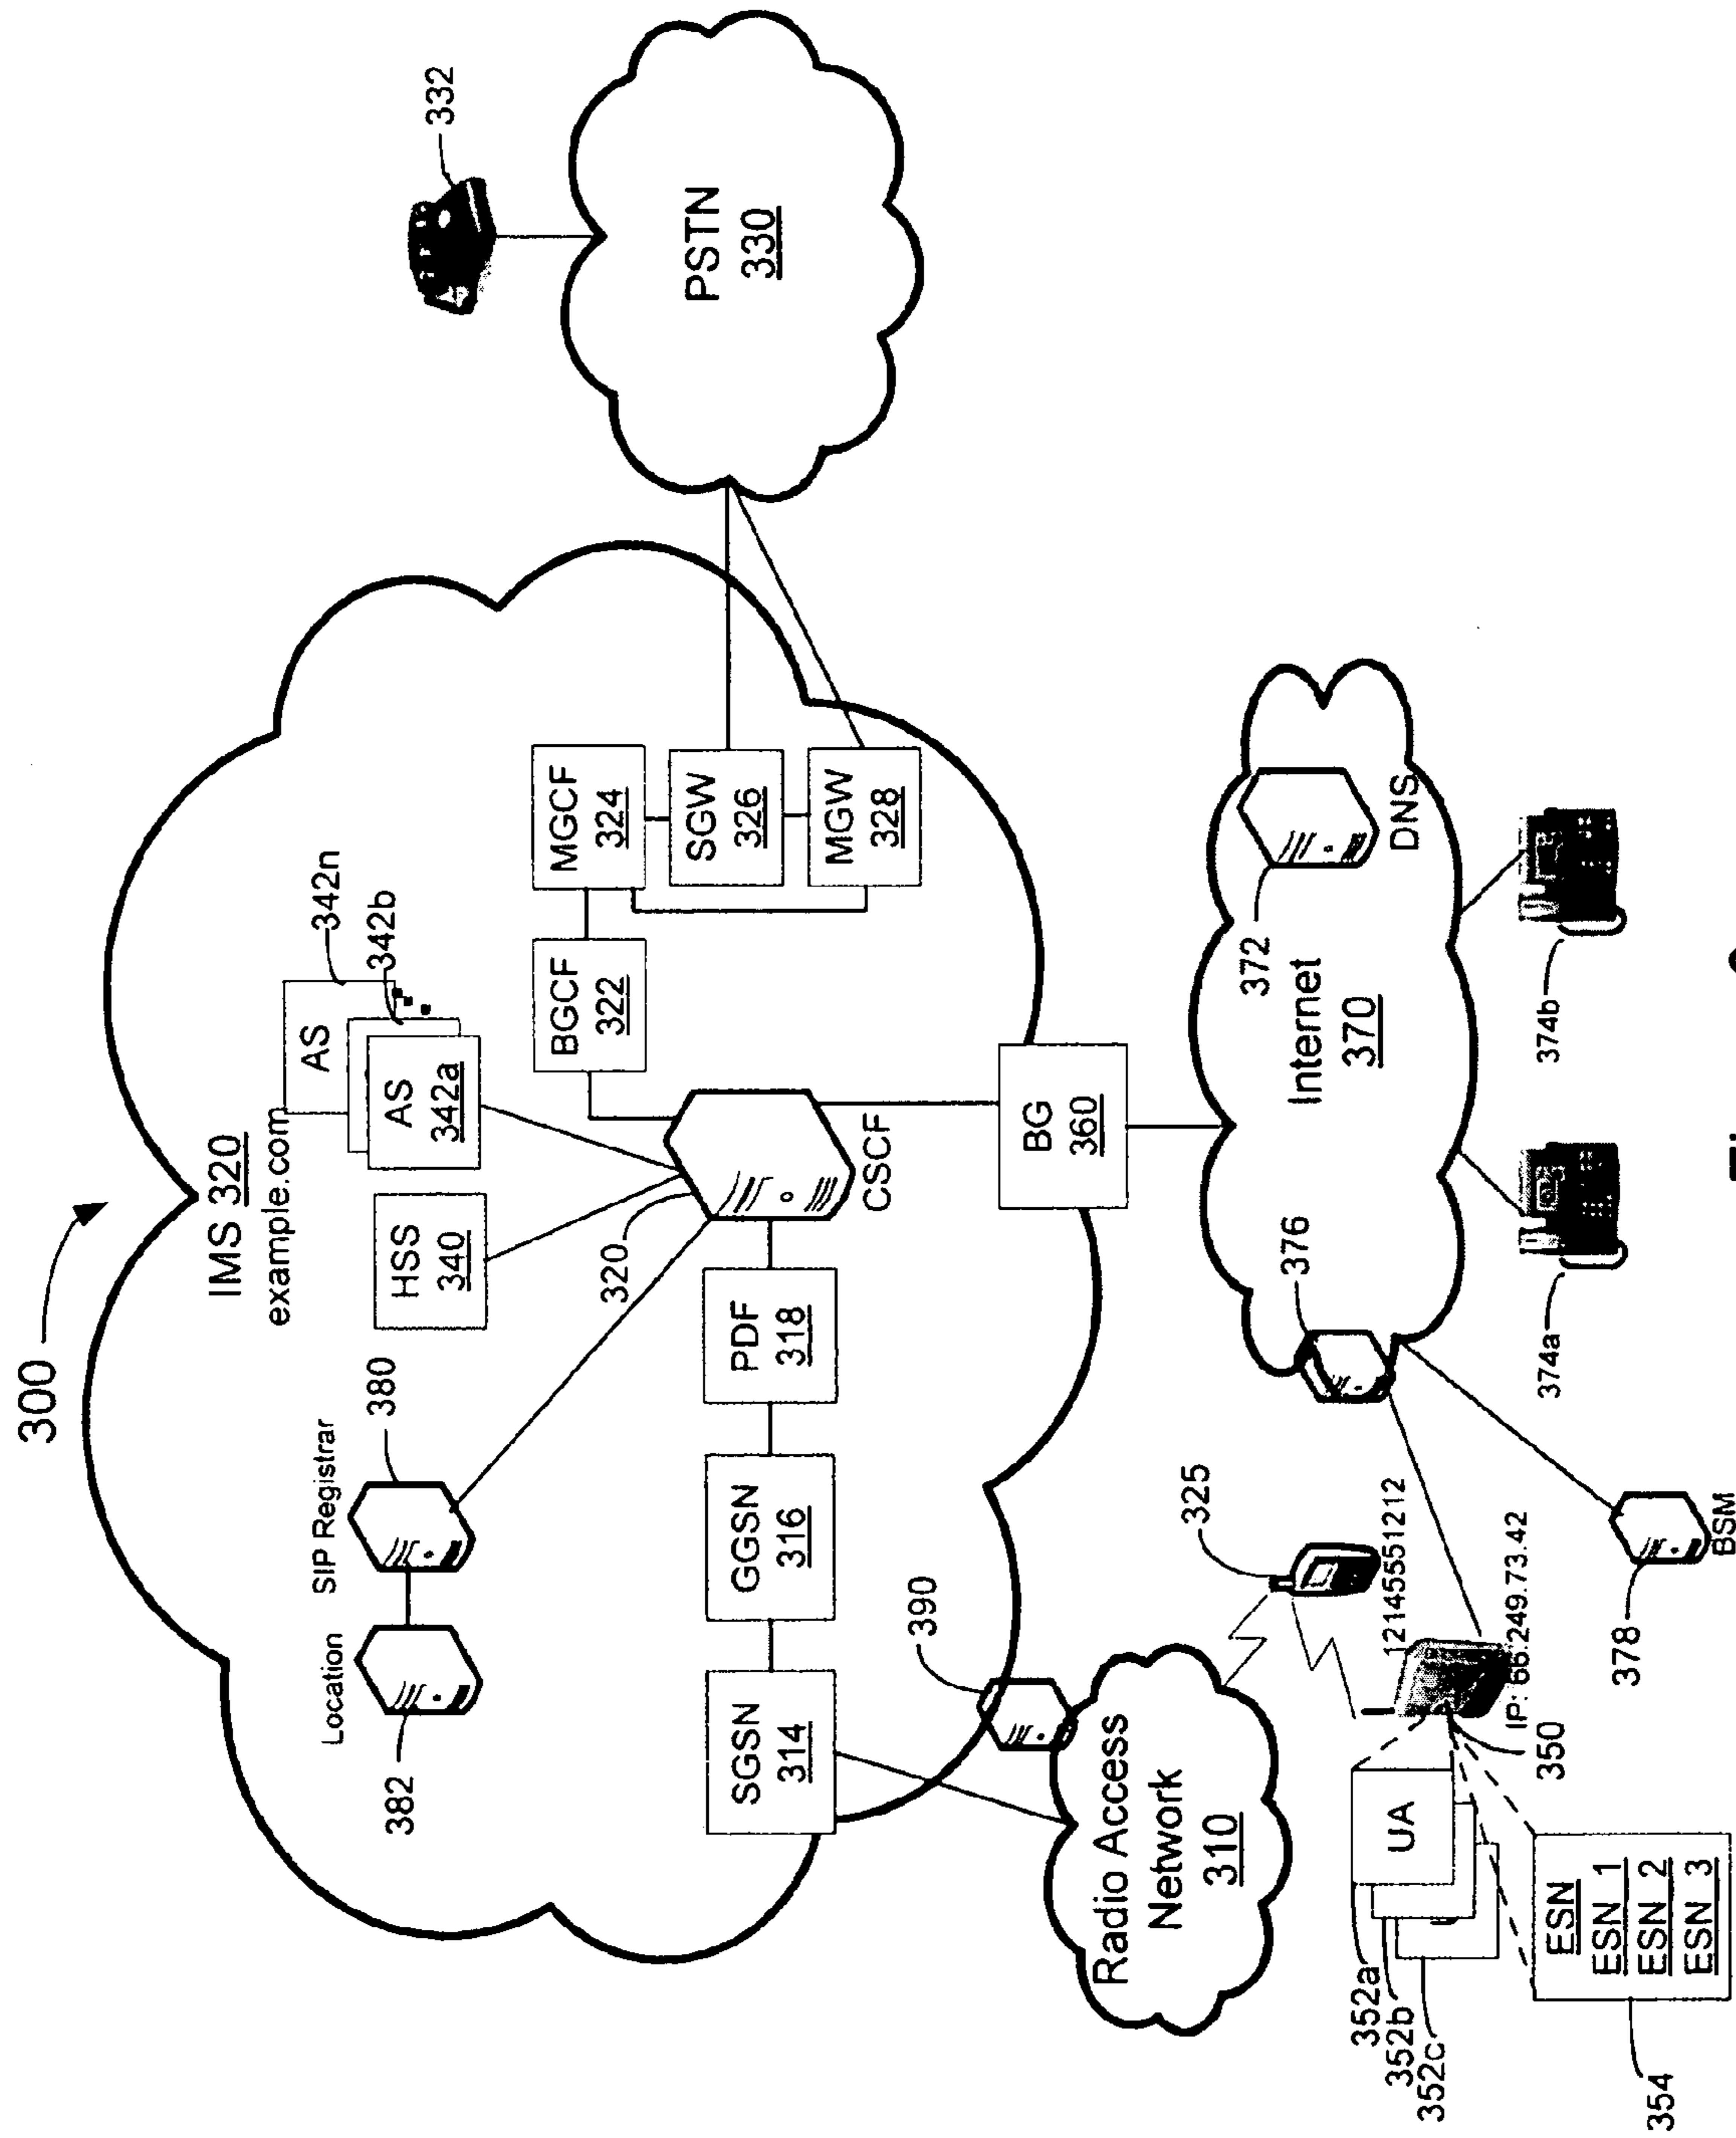 300
IMS 320
example.com
Location
SIP Registrar
382
380
HSS
340
AS
342a
AS
342n
342b
SGSN
314
GGSN
316
PDF
318
320
CSCF
BGCF
322
MGCF
324
SGW
326
MGW
328
332
PSTN
330
390
BG
360
Radio Access
Network
310
325
12145551212
IP: 66.249.73.42
350
UA
352a
352b
352c
ESN
ESN 1
ESN 2
ESN 3
354
376
Internet
370
372
DNS
378
BSM
374a
374b